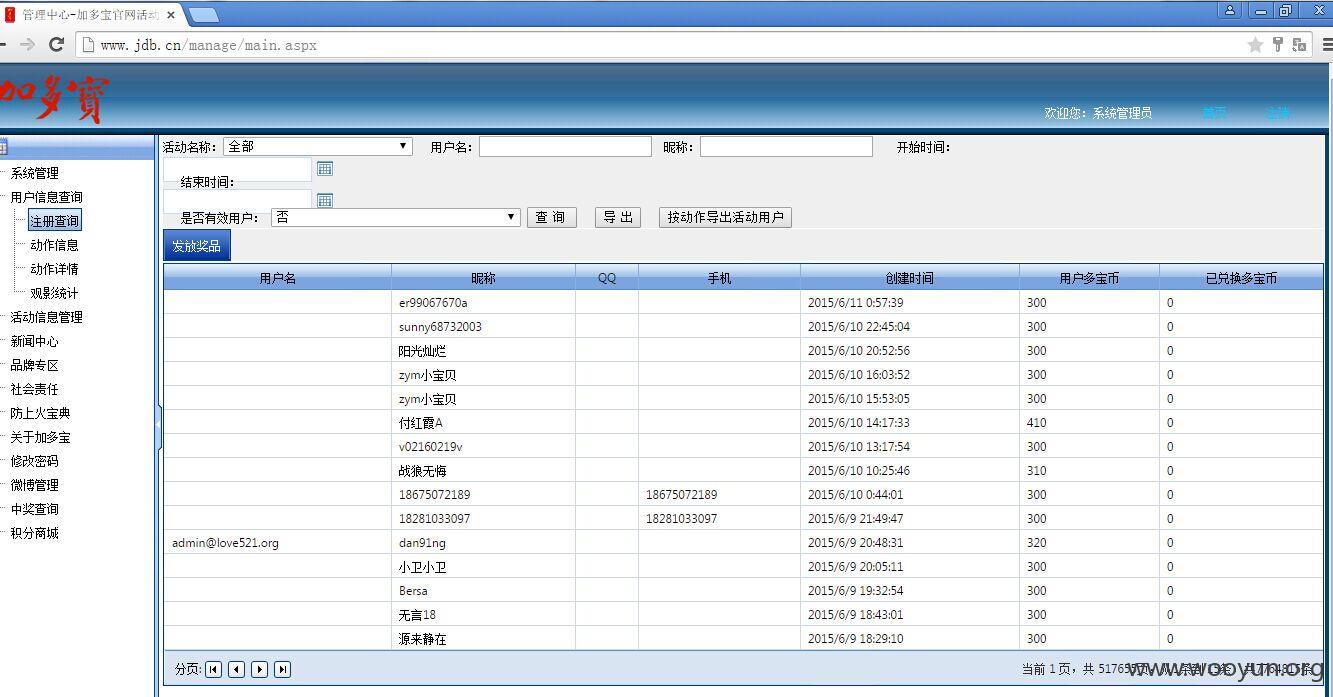 管理中心-加多宝官网活动
www.jdb.cn/manage/main.aspx
加多寶
欢迎您：系统管理员 首页 注销
系统管理
用户信息查询
注册查询
动作信息
动作详情
观影统计
活动信息管理
新闻中心
品牌专区
社会责任
防上火宝典
关于加多宝
修改密码
微博管理
中奖查询
积分商城
活动名称： 全部 用户名： 昵称： 开始时间：
结束时间：
是否有效用户： 否 查 询 导 出 按动作导出活动用户
发放奖品
用户名 昵称 QQ 手机 创建时间 用户多宝币 已兑换多宝币
er99067670a 2015/6/11 0:57:39 300 0
sunny68732003 2015/6/10 22:45:04 300 0
阳光灿烂 2015/6/10 20:52:56 300 0
zym小宝贝 2015/6/10 16:03:52 300 0
zym小宝贝 2015/6/10 15:53:05 300 0
付红霞A 2015/6/10 14:17:33 410 0
v02160219v 2015/6/10 13:17:54 300 0
战狼无悔 2015/6/10 10:25:46 310 0
18675072189 18675072189 2015/6/10 0:44:01 300 0
18281033097 18281033097 2015/6/9 21:49:47 300 0
admin@love521.org dan91ng 2015/6/9 20:48:31 320 0
小卫小卫 2015/6/9 20:05:11 300 0
Bersa 2015/6/9 19:32:54 300 0
无言18 2015/6/9 18:43:01 300 0
源来静在 2015/6/9 18:29:10 300 0
分页: 当前 1 页，共
www.wooyun.org